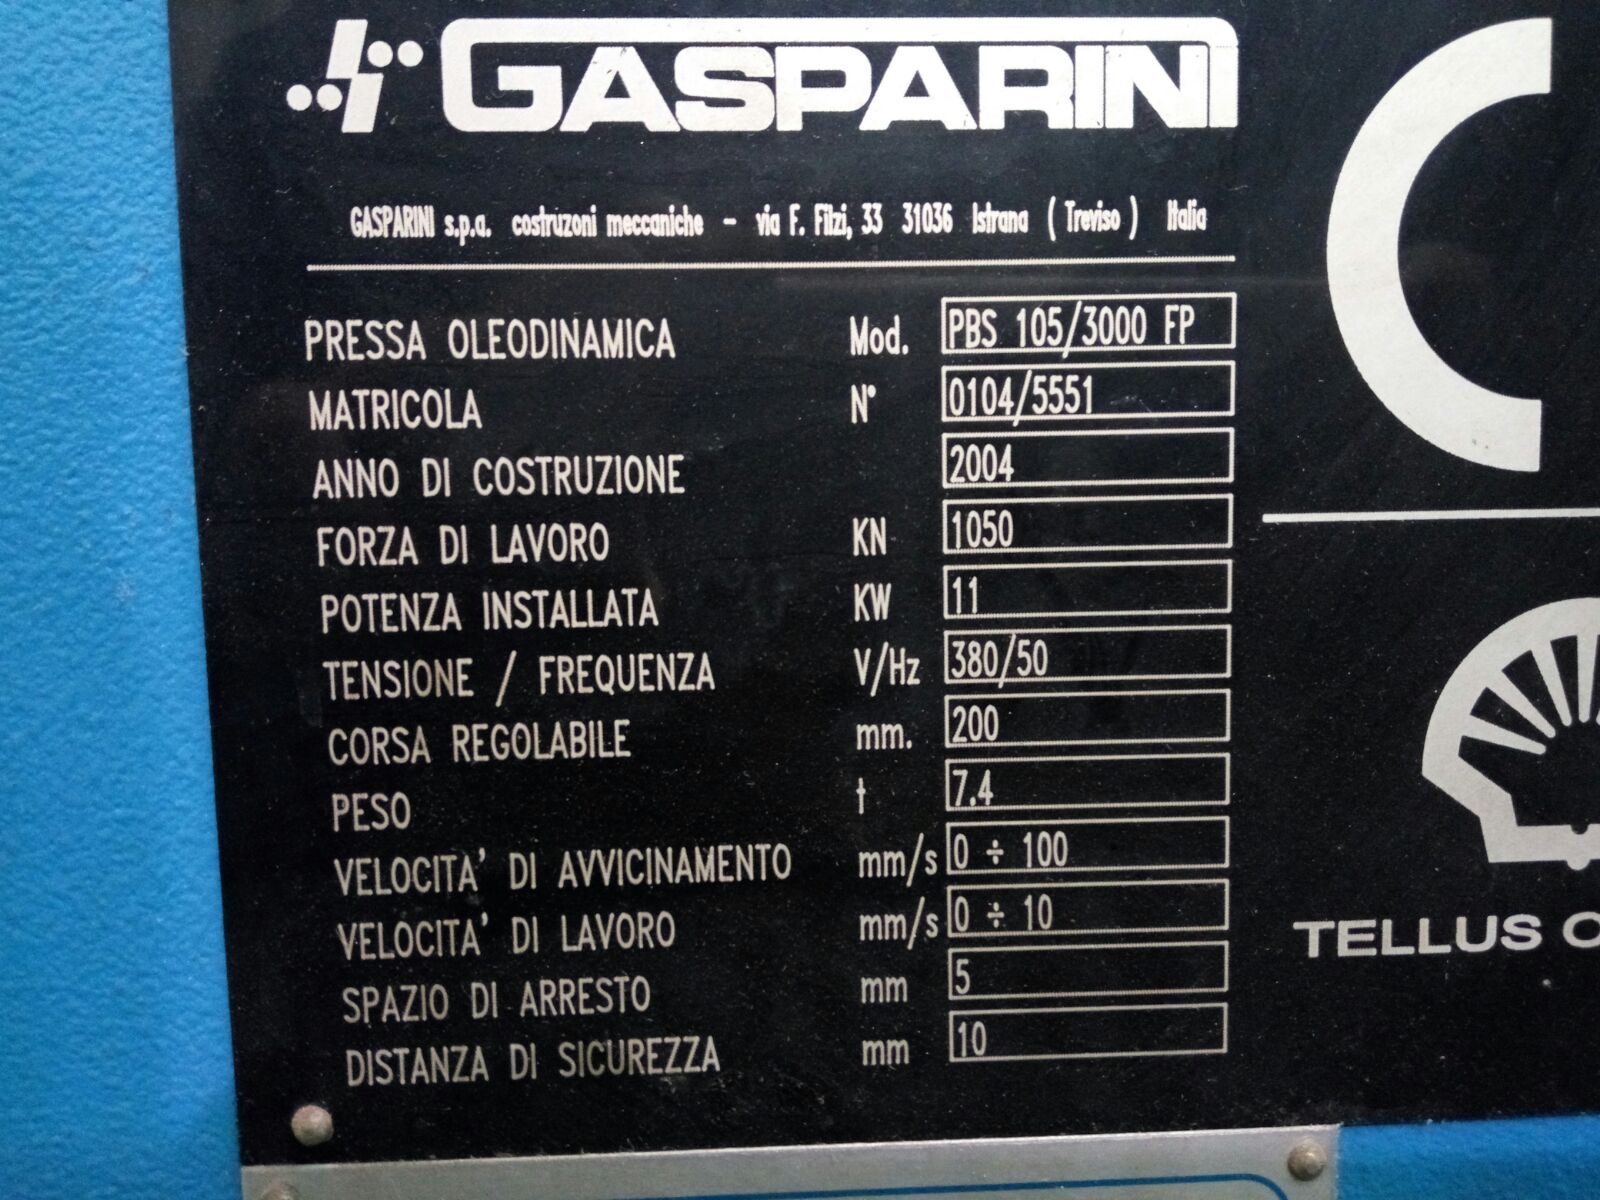 GASPARINI
GASPARINI s.p.a. costruzoni meccaniche - via F. Filzi, 33 31036 Istrana ( Treviso ) Italia
PRESSA OLEODINAMICA Mod. PBS 105/3000 FP
MATRICOLA N° 0104/5551
ANNO DI COSTRUZIONE 2004
FORZA DI LAVORO KN 1050
POTENZA INSTALLATA KW 11
TENSIONE / FREQUENZA V/Hz 380/50
CORSA REGOLABILE mm. 200
PESO t 7.4
VELOCITA' DI AVVICINAMENTO mm/s 0 ÷ 100
VELOCITA' DI LAVORO mm/s 0 ÷ 10
SPAZIO DI ARRESTO mm 5
DISTANZA DI SICUREZZA mm 10
TELLUS